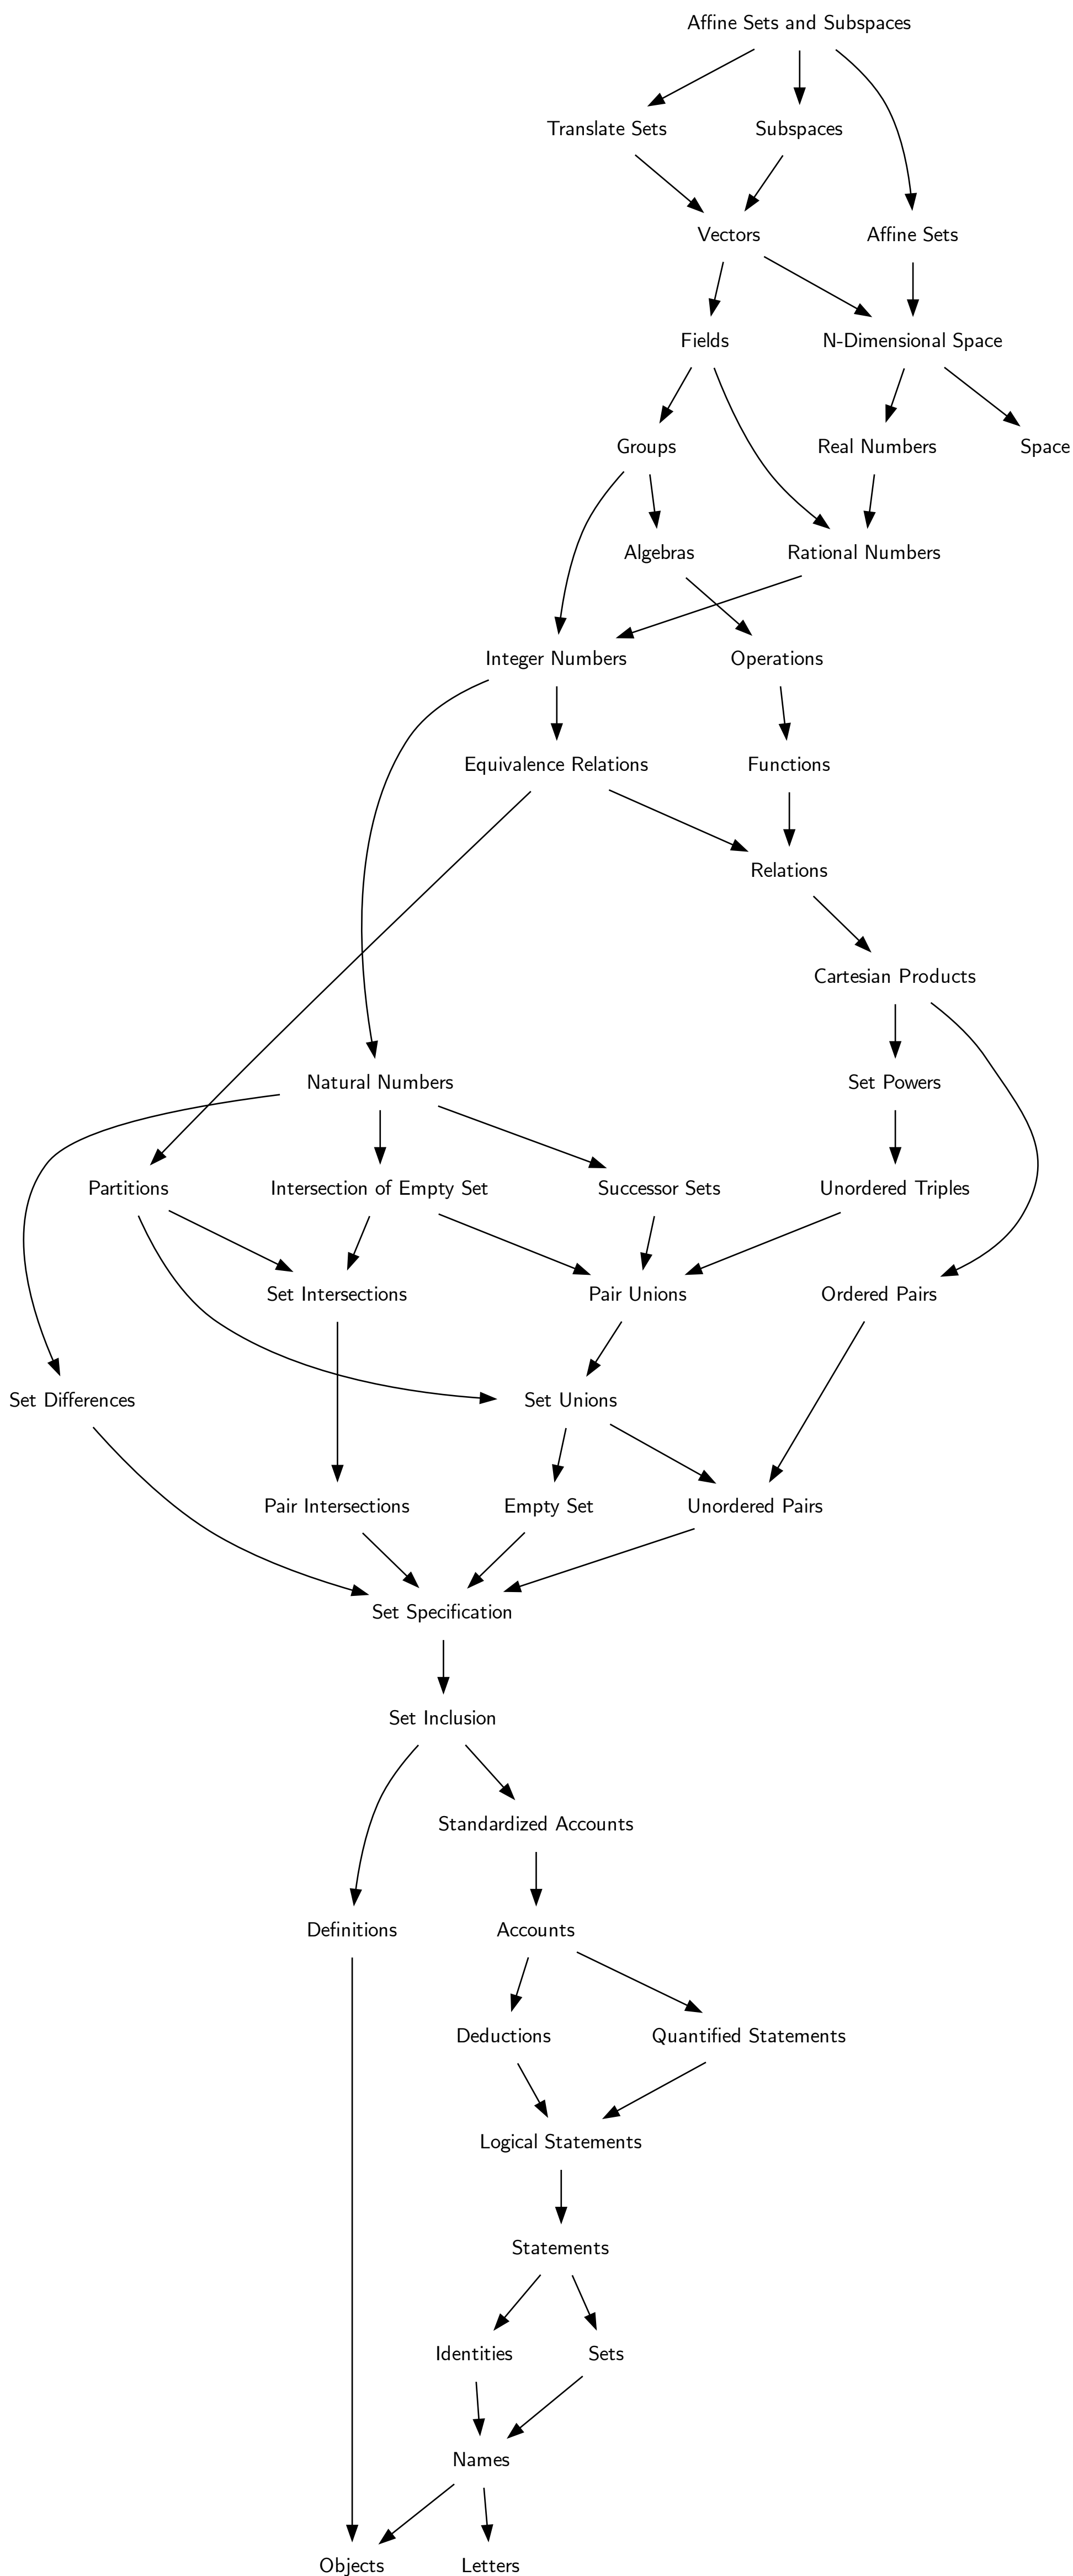 Affine Sets and Subspaces
Translate Sets
Subspaces
Vectors
Affine Sets
Fields
N-Dimensional Space
Groups
Real Numbers
Space
Algebras
Rational Numbers
Integer Numbers
Operations
Equivalence Relations
Functions
Relations
Cartesian Products
Natural Numbers
Set Powers
Partitions
Intersection of Empty Set
Successor Sets
Unordered Triples
Set Intersections
Pair Unions
Ordered Pairs
Set Differences
Set Unions
Pair Intersections
Empty Set
Unordered Pairs
Set Specification
Set Inclusion
Standardized Accounts
Definitions
Accounts
Deductions
Quantified Statements
Logical Statements
Statements
Identities
Sets
Names
Objects
Letters